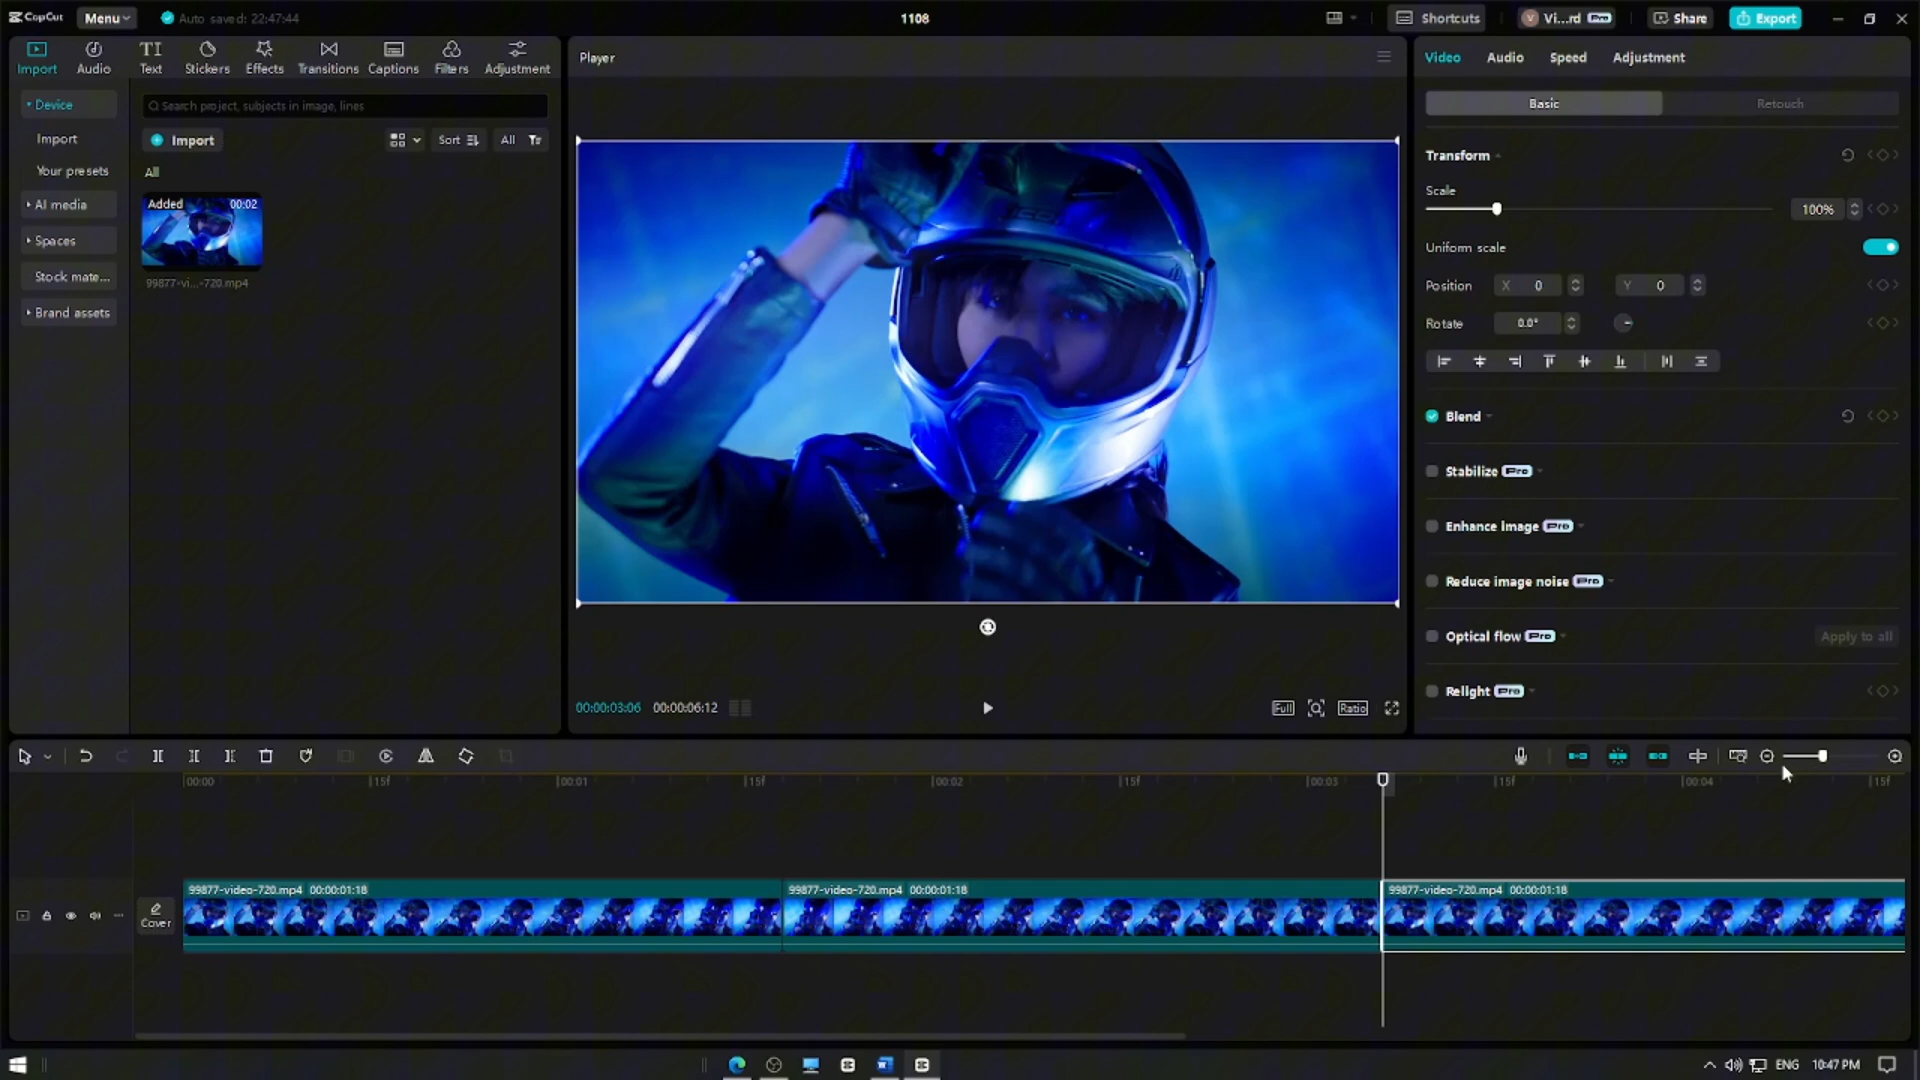 CapCut Menu Auto saved: 22:47:44 1108 Shortcuts Vi...rd Pro Share Export
Import Audio Text Stickers Effects Transitions Captions Filters Adjustment
Device
Import
Your presets
AI media
Spaces
Stock mate...
Brand assets
Search project, subjects in image, lines
Import Sort All
All
Added 00:02
99877-vi...-720.mp4
Player
00:00:03:06 00:00:06:12 Full Ratio
Video Audio Speed Adjustment
Basic Retouch
Transform
Scale
100%
Uniform scale
Position X 0 Y 0
Rotate 0.0°
Blend
Stabilize Pro
Enhance image Pro
Reduce image noise Pro
Optical flow Pro Apply to all
Relight Pro
00:00 15f 00:01 15f 00:02 15f 00:03 15f 00:04 15f
99877-video-720.mp4 00:00:01:18 99877-video-720.mp4 00:00:01:18 99877-video-720.mp4 00:00:01:18
Cover
ENG 10:47 PM